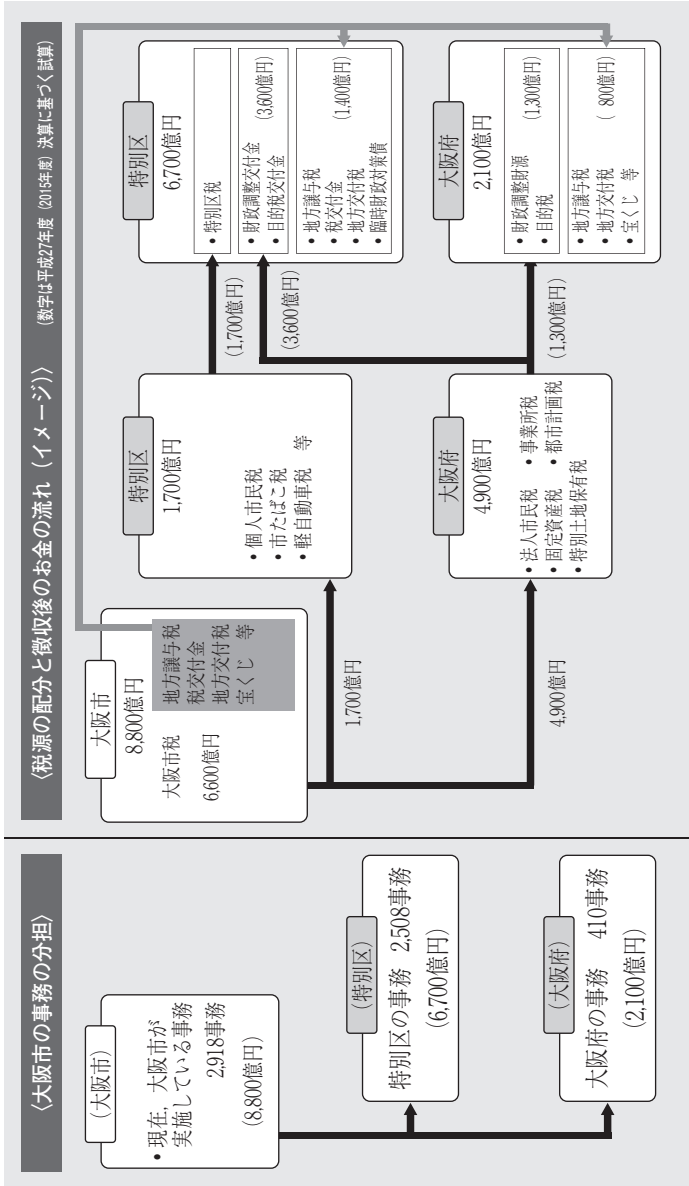 〈大阪市の事務の分担〉
(大阪市)
・現在，大阪市が
実施している事務
2,918事務
(8,800億円)
(特別区)
特別区の事務 2,508事務
(6,700億円)
(大阪府)
大阪府の事務 410事務
(2,100億円)
〈税源の配分と徴収後のお金の流れ（イメージ）〉
(数字は平成27年度（2015年度）決算に基づく試算)
大阪市
8,800億円
大阪市税
6,600億円
地方譲与税
税交付金
地方交付税
宝くじ 等
1,700億円
4,900億円
特別区
1,700億円
・個人市民税
・市たばこ税
・軽自動車税 等
大阪府
4,900億円
・法人市民税 ・事業所税
・固定資産税 ・都市計画税
・特別土地保有税
(1,700億円)
(3,600億円)
(1,300億円)
特別区
6,700億円
・特別区税
・財政調整交付金
・目的税交付金 (3,600億円)
・地方譲与税
・税交付金 (1,400億円)
・地方交付税
・臨時財政対策債
大阪府
2,100億円
・財政調整財源
・目的税 (1,300億円)
・地方譲与税
・地方交付税 ( 800億円)
・宝くじ 等